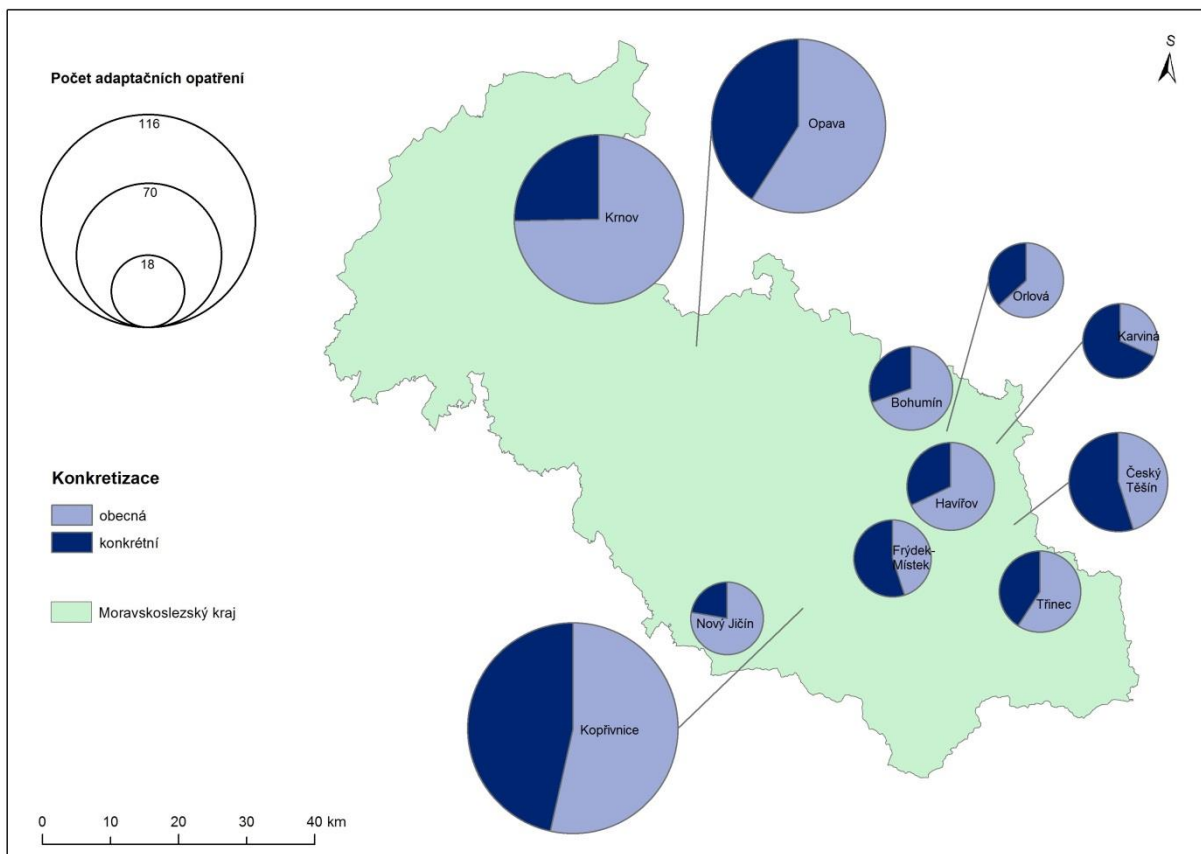 Počet adaptačních opatření
116
70
18
Konkretizace
obecná
konkrétní
Moravskoslezský kraj
S
Opava
Krnov
Orlová
Karviná
Bohumín
Český
Těšín
Havířov
Frýdek-
Místek
Třinec
Nový Jičín
Kopřivnice
0
10
20
30
40 km